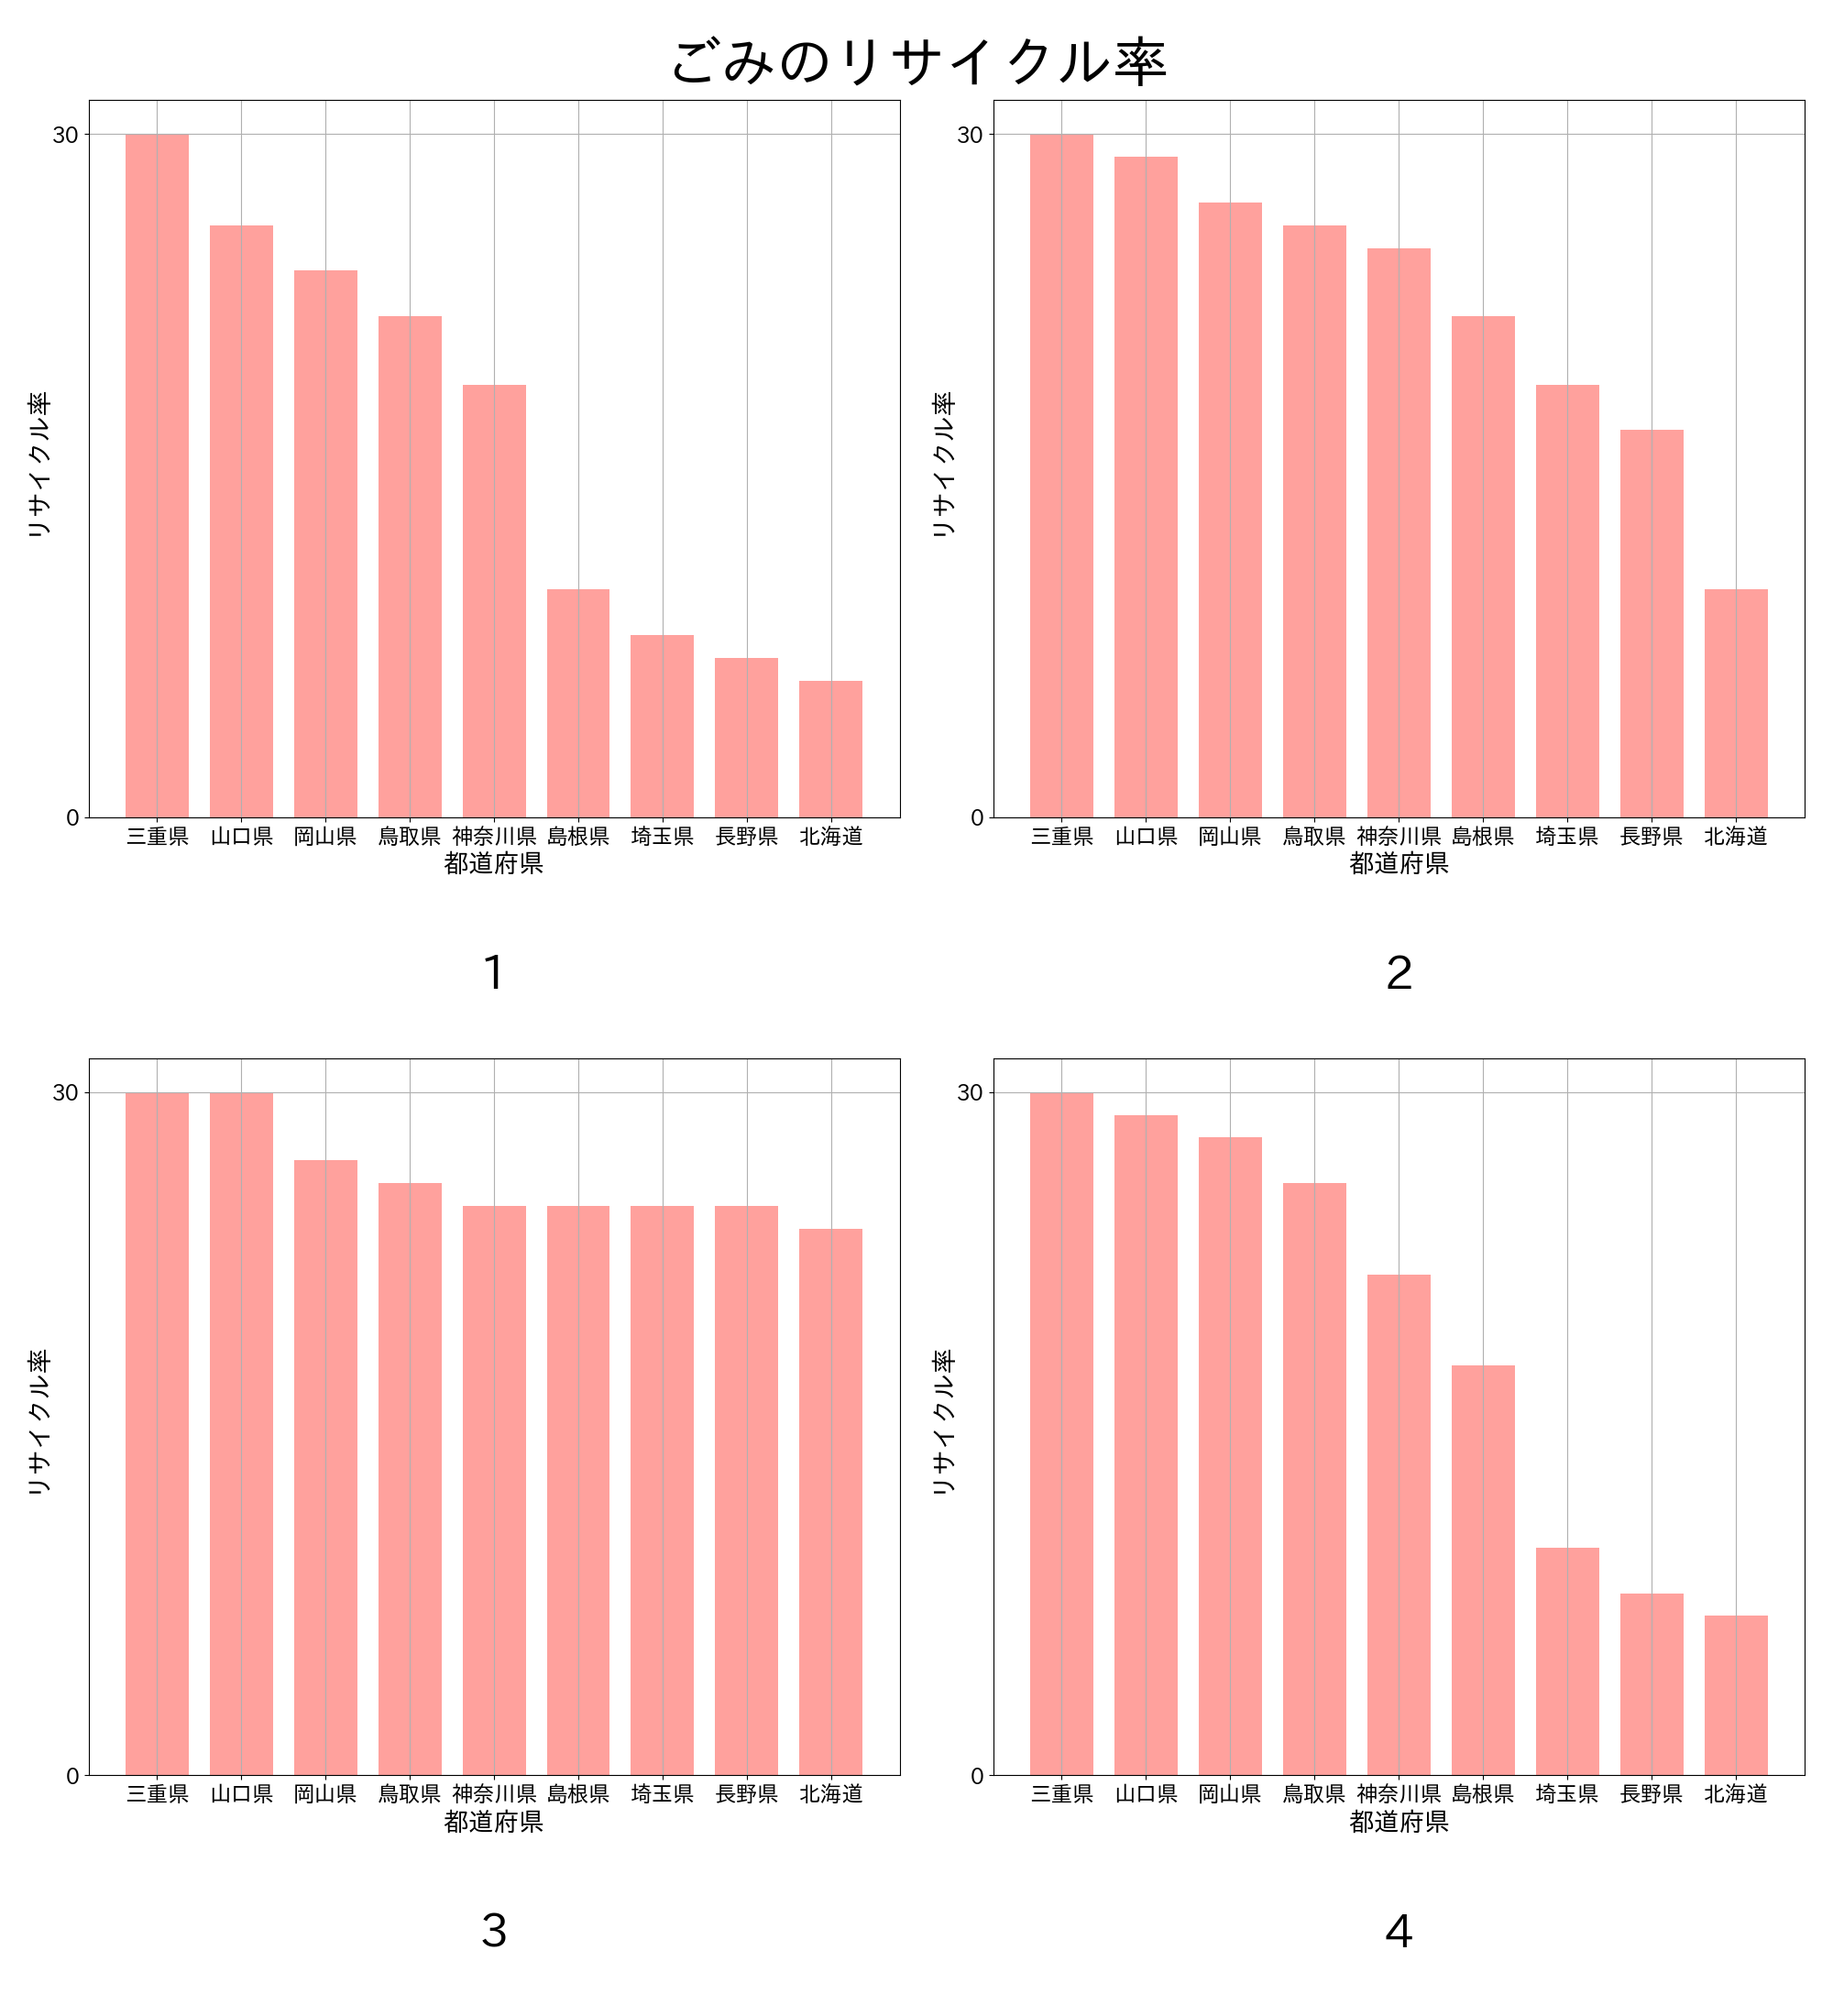 ごみのリサイクル率
30
0
リサイクル率
三重県 山口県 岡山県 鳥取県 神奈川県 島根県 埼玉県 長野県 北海道
都道府県
1
30
0
リサイクル率
三重県 山口県 岡山県 鳥取県 神奈川県 島根県 埼玉県 長野県 北海道
都道府県
2
30
0
リサイクル率
三重県 山口県 岡山県 鳥取県 神奈川県 島根県 埼玉県 長野県 北海道
都道府県
3
30
0
リサイクル率
三重県 山口県 岡山県 鳥取県 神奈川県 島根県 埼玉県 長野県 北海道
都道府県
4